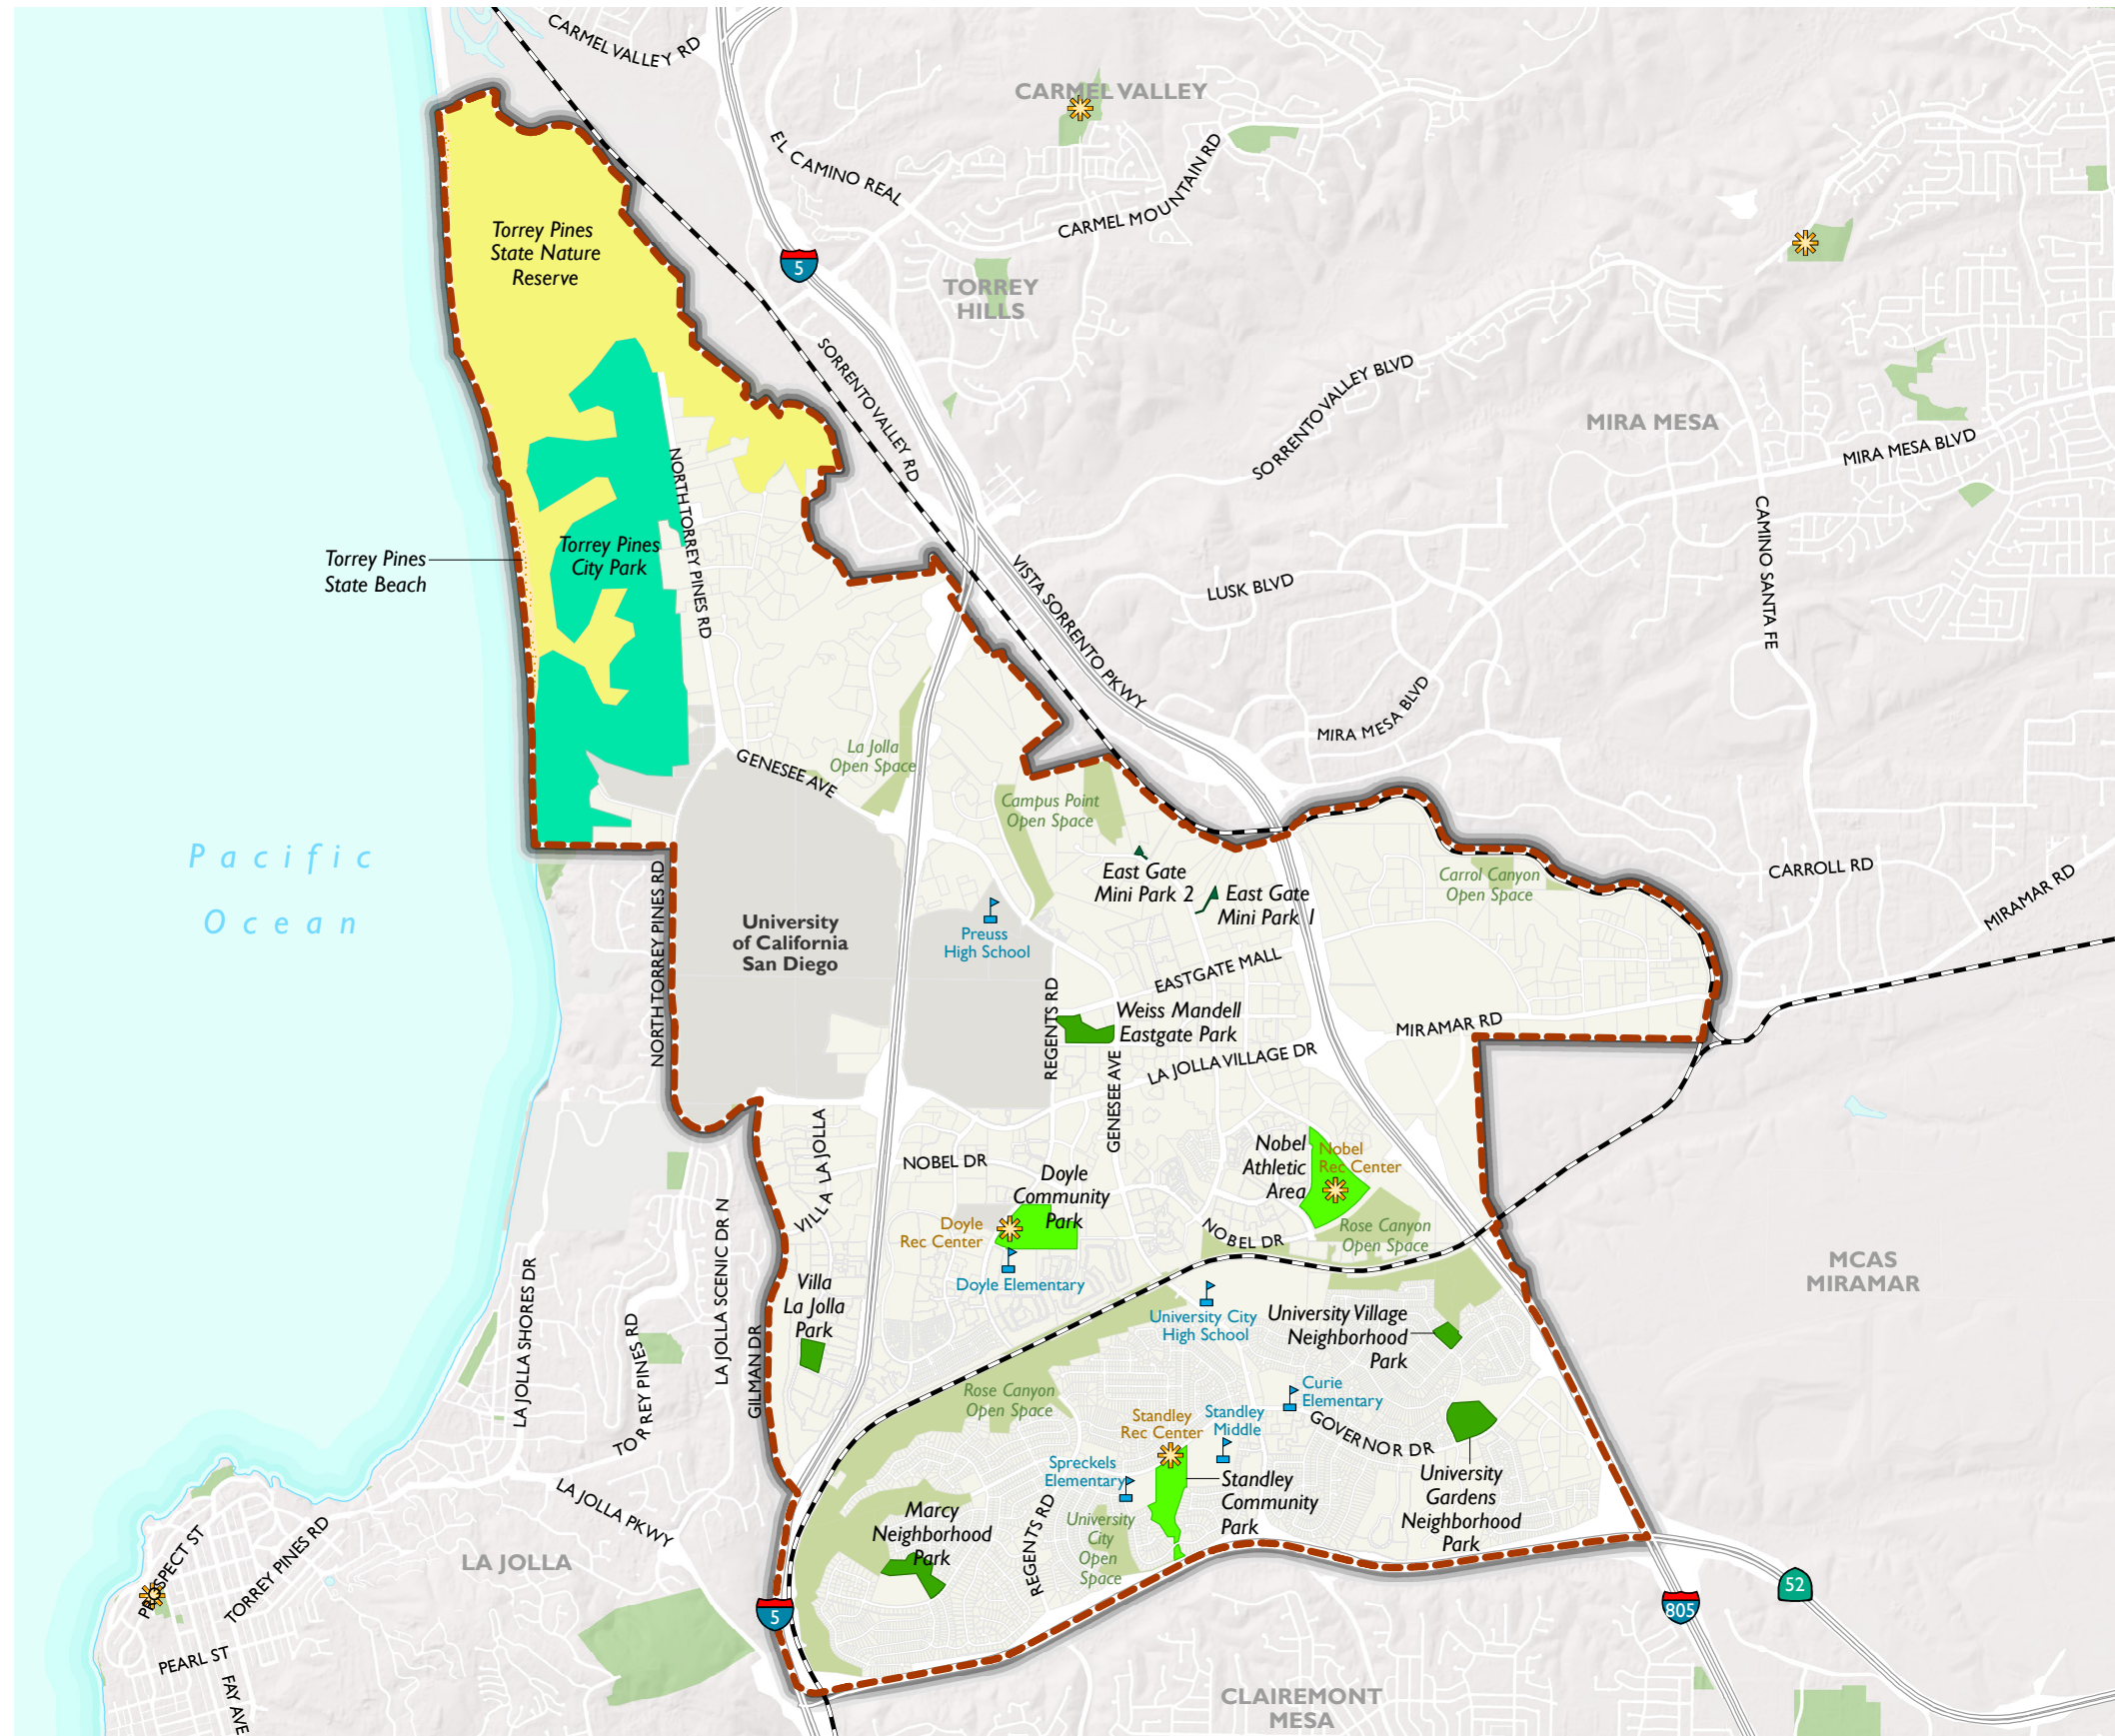 CARMEL VALLEY RD
CARMEL VALLEY
EL CAMINO REAL
CARMEL MOUNTAIN RD
Torrey Pines
State Nature
Reserve
5
TORREY
HILLS
SORRENTO VALLEY RD
SORRENTO VALLEY BLVD
MIRA MESA
MIRA MESA BLVD
NORTH TORREY PINES RD
CAMINO SANTA FE
Torrey Pines
State Beach
Torrey Pines
City Park
VISTA SORRENTO PKWY
LUSK BLVD
MIRA MESA BLVD
La Jolla
Open Space
GENESEE AVE
Campus Point
Open Space
Pacific
Ocean
East Gate
Mini Park 2
East Gate
Mini Park 1
Carrol Canyon
Open Space
CARROLL RD
MIRAMAR RD
NORTH TORREY PINES RD
University
of California
San Diego
Preuss
High School
EASTGATE MALL
REGENTS RD
Weiss Mandell
Eastgate Park
MIRAMAR RD
GENESEE AVE
LA JOLLA VILLAGE DR
VILLA LA JOLLA
NOBEL DR
Doyle
Community
Park
Nobel
Athletic
Area
Nobel
Rec Center
Doyle
Rec Center
Doyle Elementary
NOBEL DR
Rose Canyon
Open Space
MCAS
MIRAMAR
LA JOLLA SHORES DR
TORREY PINES RD
LA JOLLA SCENIC DR N
GILMAN DR
Villa
La Jolla
Park
University City
High School
University Village
Neighborhood
Park
Rose Canyon
Open Space
Curie
Elementary
GOVERNOR DR
Standley
Rec Center
Standley
Middle
Spreckels
Elementary
Standley
Community
Park
University
Gardens
Neighborhood
Park
Marcy
Neighborhood
Park
REGENTS RD
University
City
Open
Space
LA JOLLA PKWY
LA JOLLA
PROSPECT ST
TORREY PINES RD
PEARL ST
FAY AVE
5
805
52
CLAIREMONT
MESA